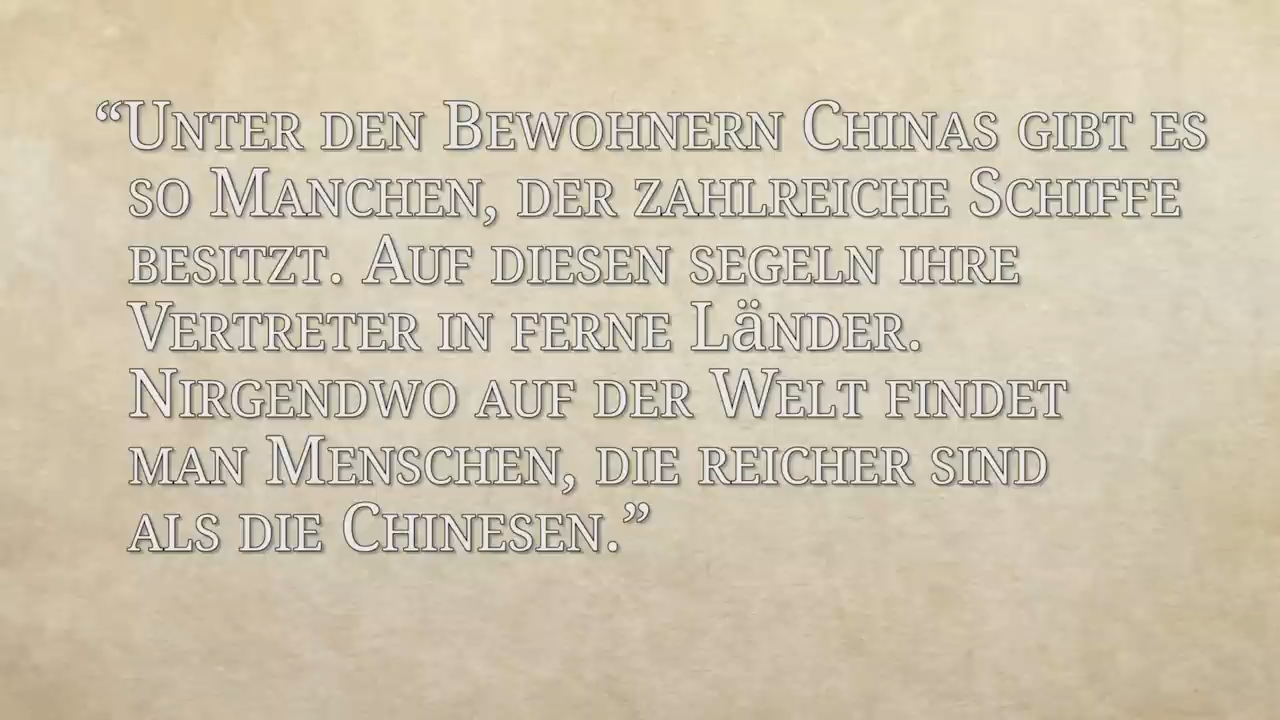 “Unter den Bewohnern Chinas gibt es
so Manchen, der zahlreiche Schiffe
besitzt. Auf diesen segeln ihre
Vertreter in ferne Länder.
Nirgendwo auf der Welt findet
man Menschen, die reicher sind
als die Chinesen.”